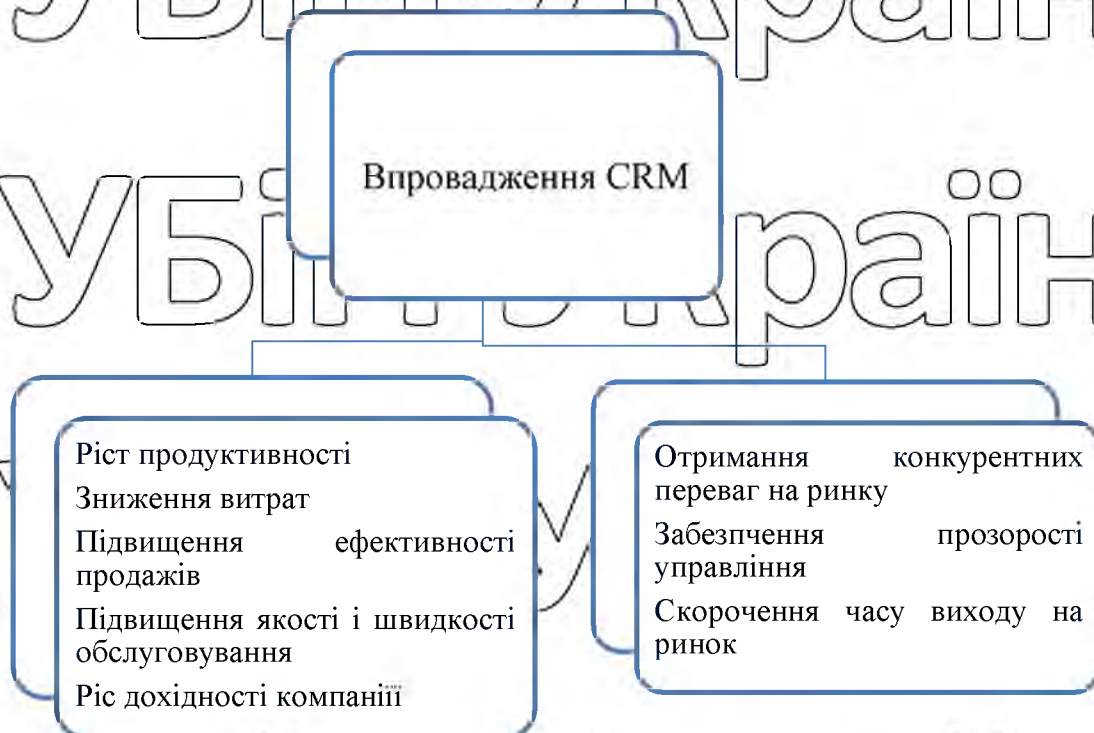 Впровадження CRM
Ріст продуктивності
Зниження витрат
Підвищення ефективності
продажів
Підвищення якості і швидкості
обслуговування
Ріс дохідності компаніїї
Отримання конкурентних
переваг на ринку
Забезпчення прозорості
управління
Скорочення часу виходу на
ринок